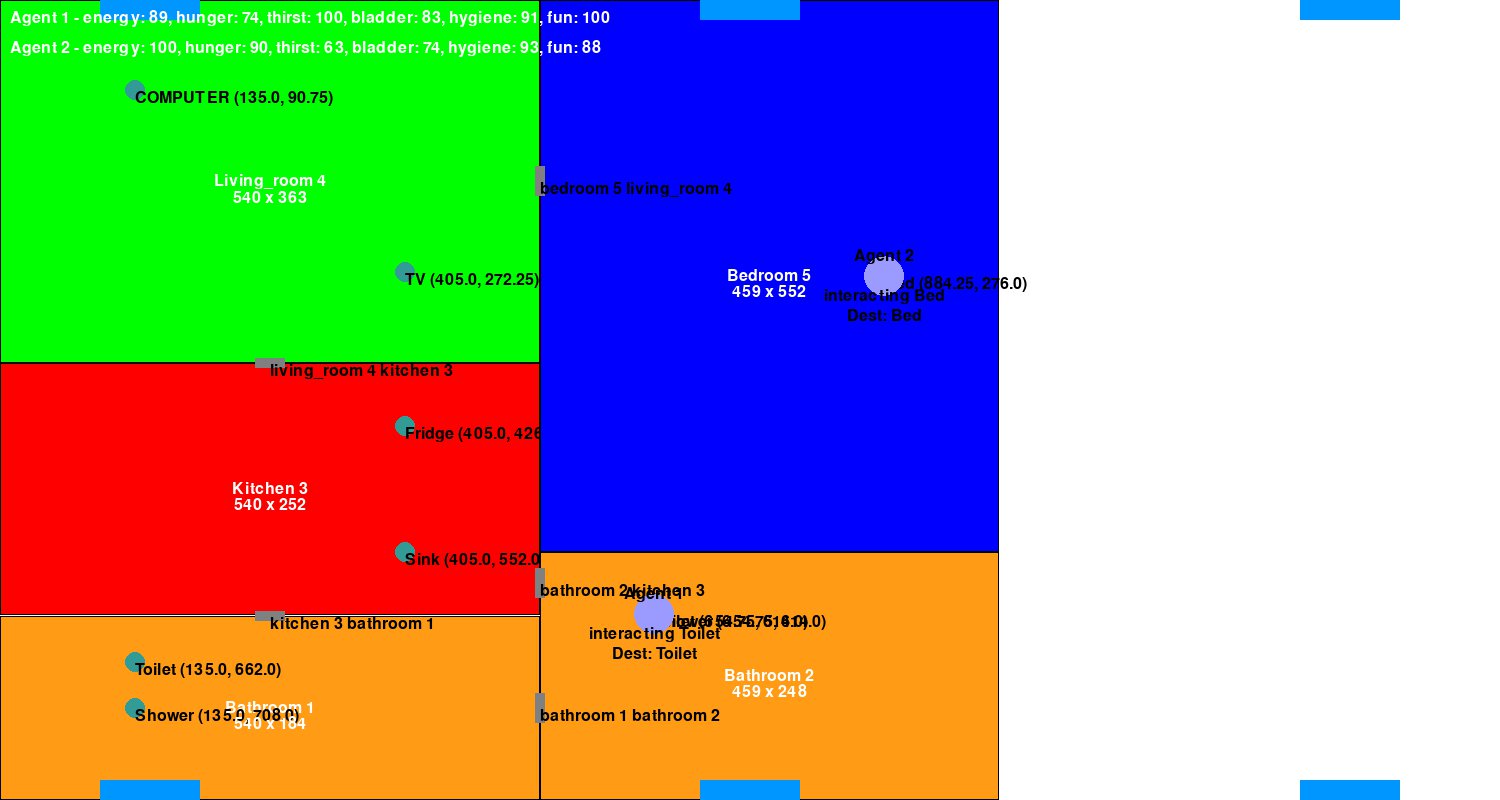 Agent 1 - energy: 89, hunger: 74, thirst: 100, bladder: 83, hygiene: 91, fun: 100
Agent 2 - energy: 100, hunger: 90, thirst: 63, bladder: 74, hygiene: 93, fun: 88
COMPUTER (135.0, 90.75)
Living_room 4
540 x 363
bedroom 5 living_room 4
TV (405.0, 272.25)
Bedroom 5
459 x 552
Agent 2
(884.25, 276.0)
interacting Bed
Dest: Bed
living_room 4 kitchen 3
Fridge (405.0, 426
Kitchen 3
540 x 252
Sink (405.0, 552.0
bathroom 2 kitchen 3
Agent 1
interacting Toilet
Dest: Toilet
kitchen 3 bathroom 1
Toilet (135.0, 662.0)
Shower (135.0, 708.0)
Bathroom 1
540 x 184
Bathroom 2
459 x 248
bathroom 1 bathroom 2